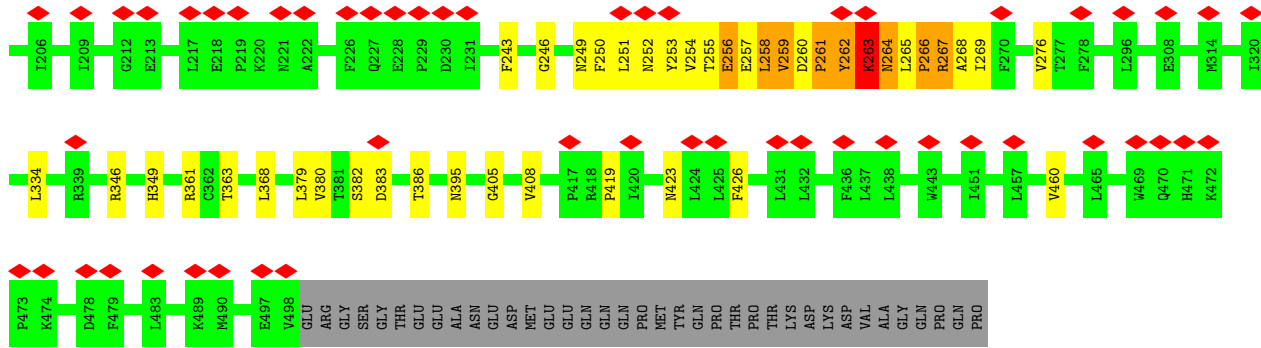 I206 I209 G212 E213 L217 E218 P219 K220 N221 A222 F226 Q227 E228 P229 D230 I231 F243 G246 N249 F250 L251 N252 Y253 V254 T255 E256 E257 L258 V259 D260 P261 Y262 K263 N264 L265 P266 R267 A268 I269 F270 V276 T277 F278 L296 E308 M314 I320
L334 R339 R346 H349 R361 C362 T363 L368 L379 V380 T381 S382 D383 T386 N395 G405 V408 P417 R418 P419 I420 N423 L424 L425 F426 L431 L432 F436 L437 L438 W443 I451 L457 V460 L465 W469 Q470 H471 K472
P473 K474 D478 F479 L483 K489 M490 E497 V498 GLU ARG GLY SER GLY THR GLU GLU ALA ASN GLU ASP MET GLU GLU GLN GLN GLN PRO MET TYR GLN PRO THR PRO THR LYS ASP LYS ASP VAL ALA GLY GLN PRO GLN PRO